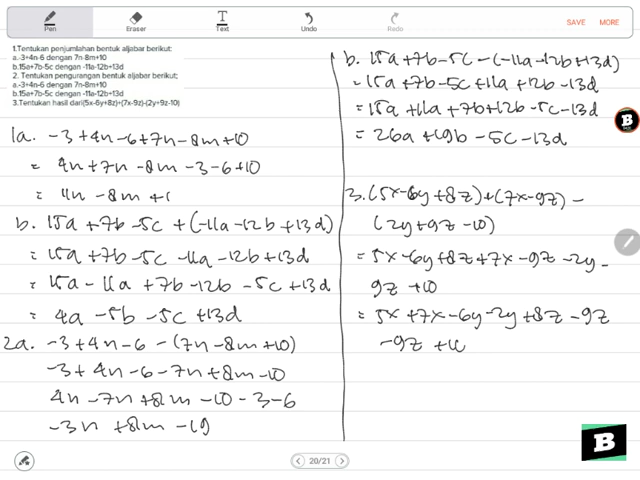 Pen
Eraser
Text
Undo
Redo
SAVE
MORE
1.Tentukan penjumlahan bentuk aljabar berikut:
a.-3+4n-6 dengan 7n-8m+10
b.15a+7b-5c dengan -11a-12b+13d
2. Tentukan pengurangan bentuk aljabar berikut;
a.-3+4n-6 dengan 7n-8m+10
b.15a+7b-5c dengan -11a-12b+13d
3.Tentukan hasil dari(5x-6y+8z)+(7x-9z)-(2y+9z-10)
1a. -3+4n-6+7n-8m+10
= 4n+7n-8m-3-6+10
= 11n-8m+1
b. 15a+7b-5c+(-11a-12b+13d)
= 15a+7b-5c-11a-12b+13d
= 15a-11a+7b-12b-5c+13d
= 4a-5b-5c+13d
2a. -3+4n-6-(7n-8m+10)
-3+4n-6-7n+8m-10
4n-7n+8m-10-3-6
-3n+8m-19
b. 15a+7b-5c-(-11a-12b+13d)
= 15a+7b-5c+11a+12b-13d
= 15a+11a+7b+12b-5c-13d
= 26a+19b-5c-13d
3. (5x-6y+8z)+(7x-9z)-
(2y+9z-10)
= 5x-6y+8z+7x-9z-2y-
9z+10
= 5x+7x-6y-2y+8z-9z
-9z+10
B
B
20/21